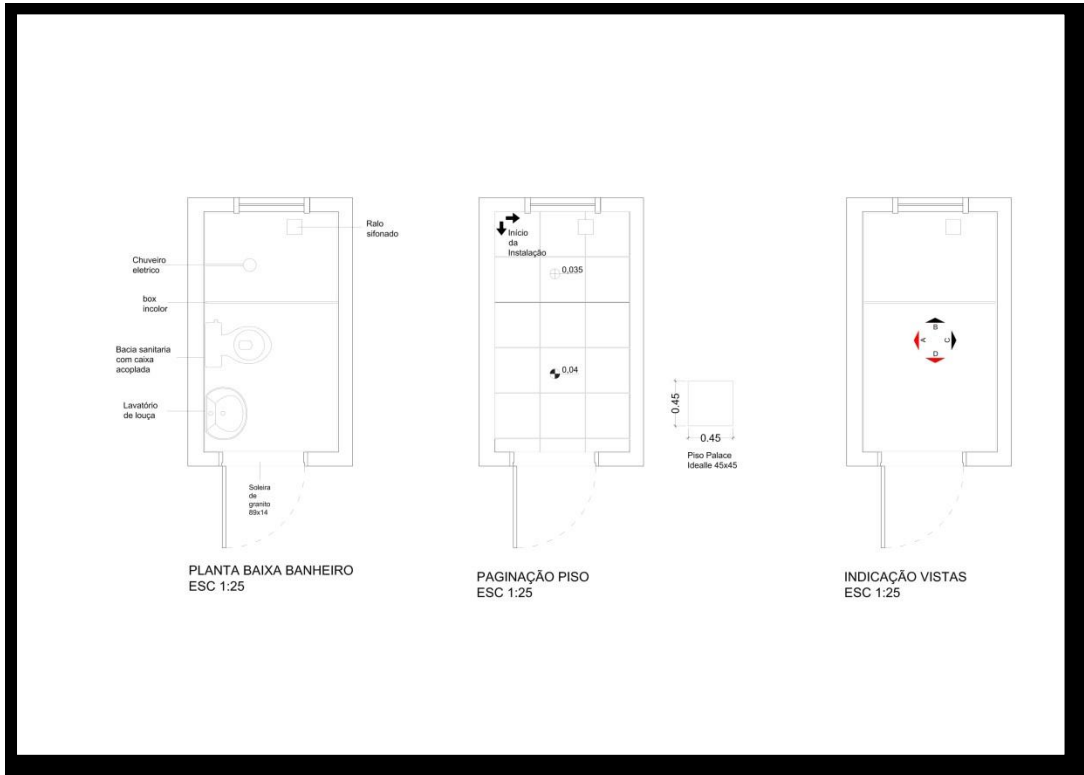 Ralo
sifonado
Chuveiro
eletrico
box
incolor
Bacia sanitaria
com caixa
acoplada
Lavatório
de louça
Soleira
de
granito
89x14
PLANTA BAIXA BANHEIRO
ESC 1:25
Início
da
Instalação
0,035
0,04
0.45
0.45
Piso Palace
Idealle 45x45
PAGINAÇÃO PISO
ESC 1:25
B
A
C
D
INDICAÇÃO VISTAS
ESC 1:25